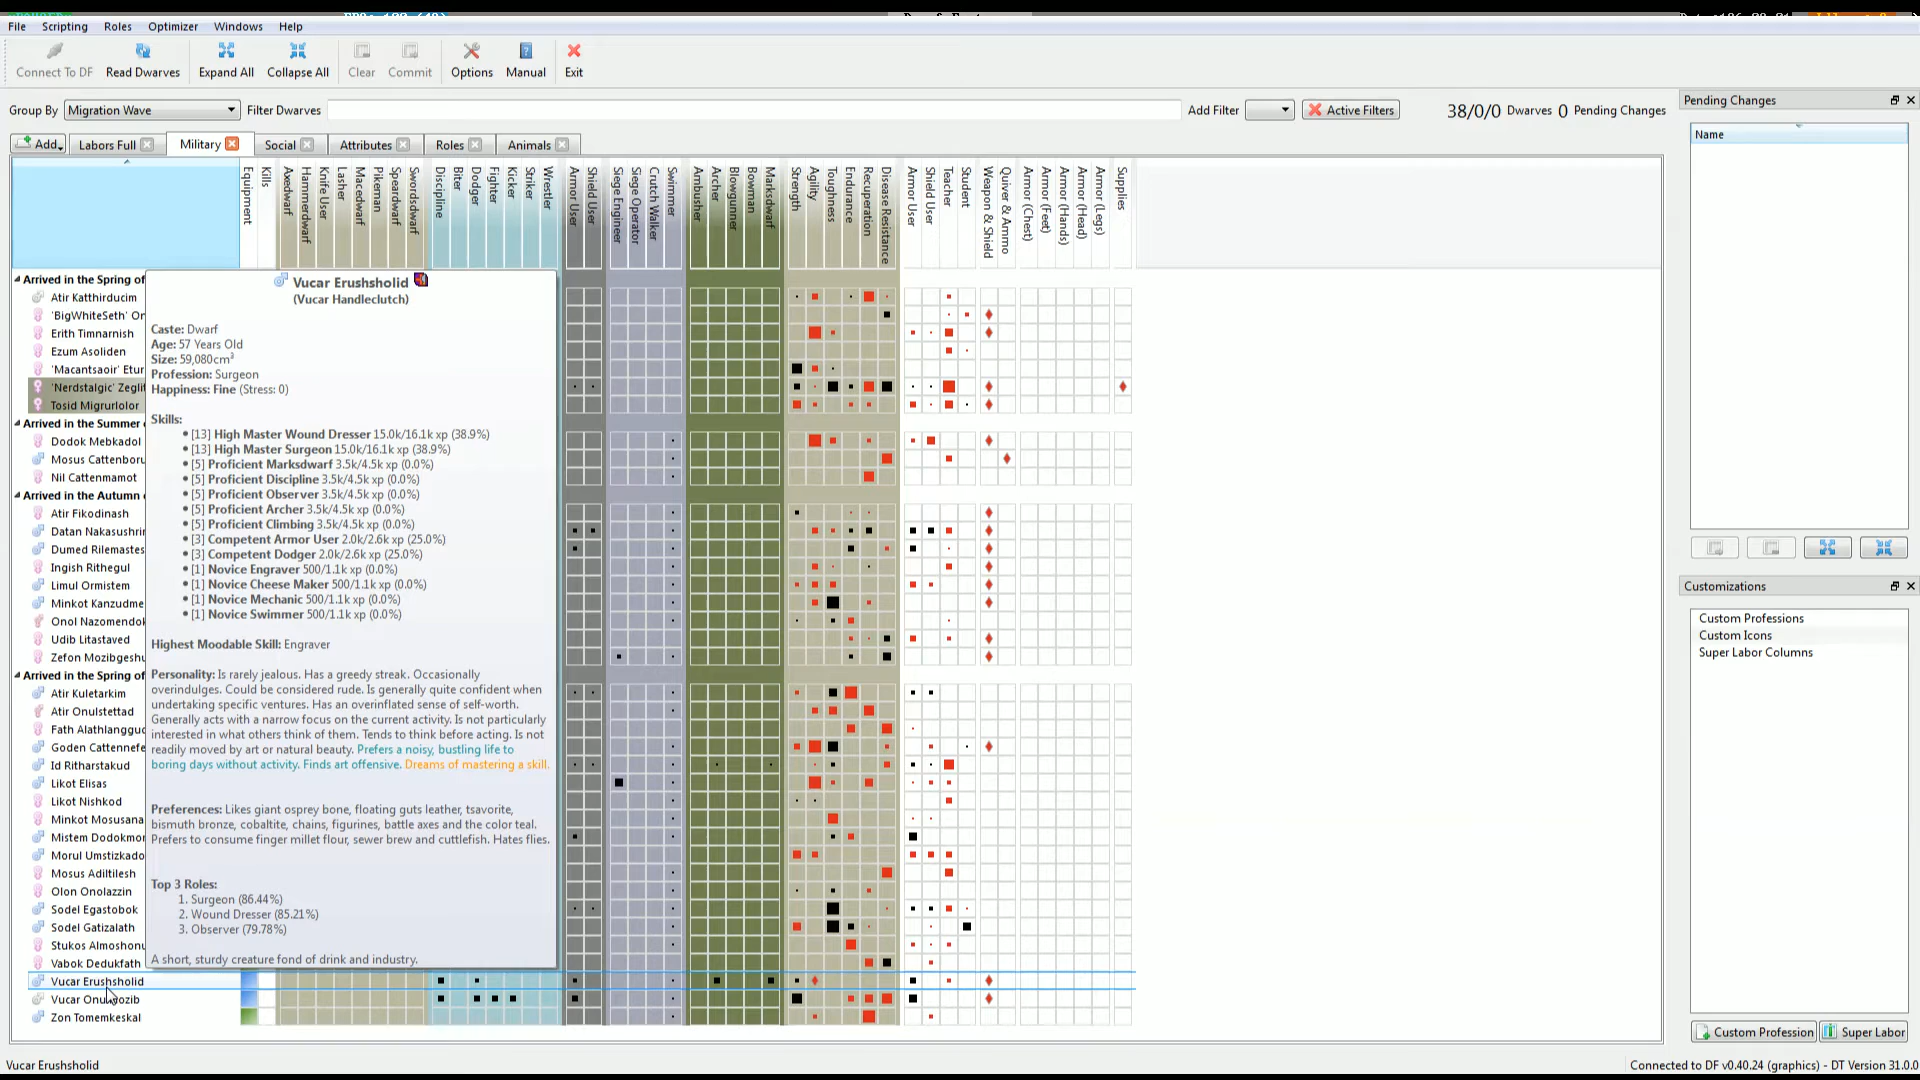 File Scripting Roles Optimizer Windows Help
Connect To DF Read Dwarves Expand All Collapse All Clear Commit Options Manual Exit
Group By Migration Wave Filter Dwarves Add Filter Active Filters 38/0/0 Dwarves 0 Pending Changes
Add Labors Full Military Social Attributes Roles Animals
Equipment
Kills
Axedwarf
Hammerdwarf
Knife User
Lasher
Macedwarf
Pikeman
Speardwarf
Swordsdwarf
Discipline
Biter
Dodger
Fighter
Kicker
Striker
Wrestler
Armor User
Shield User
Siege Engineer
Siege Operator
Crutch Walker
Swimmer
Ambusher
Archer
Blowgunner
Bowman
Marksdwarf
Strength
Agility
Toughness
Endurance
Recuperation
Disease Resistance
Armor User
Shield User
Teacher
Student
Weapon & Shield
Quiver & Ammo
Armor (Chest)
Armor (Feet)
Armor (Hands)
Armor (Head)
Armor (Legs)
Supplies
Arrived in the Spring of
Atir Katthirducim
'BigWhiteSeth' Or
Erith Timnarnish
Ezum Asoliden
'Macantsaoir' Etur
'Nerdstalgic' Zeglit
Tosid Migrurlolor
Arrived in the Summer
Dodok Mebkadol
Mosus Cattenboru
Nil Cattenmamot
Arrived in the Autumn
Atir Fikodinash
Datan Nakasushrir
Dumed Rilemastes
Ingish Rithegul
Limul Ormistem
Minkot Kanzudme
Onol Nazomendok
Udib Litastaved
Zefon Mozibgeshu
Arrived in the Spring of
Atir Kuletarkim
Atir Onulstettad
Fath Alathlanggud
Goden Cattennefe
Id Ritharstakud
Likot Elisas
Likot Nishkod
Minkot Mosusana
Mistem Dodokmor
Morul Umstizkado
Mosus Adiltilesh
Olon Onolazzin
Sodel Egastobok
Sodel Gatizalath
Stukos Almoshonu
Vabok Dedukfath
Vucar Erushsholid
Zon Tomemkeskal
Vucar Erushsholid
(Vucar Handleclutch)
Caste: Dwarf
Age: 57 Years Old
Size: 59,080cm³
Profession: Surgeon
Happiness: Fine (Stress: 0)
Skills:
• [13] High Master Wound Dresser 15.0k/16.1k xp (38.9%)
• [13] High Master Surgeon 15.0k/16.1k xp (38.9%)
• [5] Proficient Marksdwarf 3.5k/4.5k xp (0.0%)
• [5] Proficient Discipline 3.5k/4.5k xp (0.0%)
• [5] Proficient Observer 3.5k/4.5k xp (0.0%)
• [5] Proficient Archer 3.5k/4.5k xp (0.0%)
• [5] Proficient Climbing 3.5k/4.5k xp (0.0%)
• [3] Competent Armor User 2.0k/2.6k xp (25.0%)
• [3] Competent Dodger 2.0k/2.6k xp (25.0%)
• [1] Novice Engraver 500/1.1k xp (0.0%)
• [1] Novice Cheese Maker 500/1.1k xp (0.0%)
• [1] Novice Mechanic 500/1.1k xp (0.0%)
• [1] Novice Swimmer 500/1.1k xp (0.0%)
Highest Moodable Skill: Engraver
Personality: Is rarely jealous. Has a greedy streak. Occasionally
overindulges. Could be considered rude. Is generally quite confident when
undertaking specific ventures. Has an overinflated sense of self-worth.
Generally acts with a narrow focus on the current activity. Is not particularly
interested in what others think of them. Tends to think before acting. Is not
readily moved by art or natural beauty. Prefers a noisy, bustling life to
boring days without activity. Finds art offensive. Dreams of mastering a skill.
Preferences: Likes giant osprey bone, floating guts leather, tsavorite,
bismuth bronze, cobaltite, chains, figurines, battle axes and the color teal.
Prefers to consume finger millet flour, sewer brew and cuttlefish. Hates flies.
Top 3 Roles:
1. Surgeon (86.44%)
2. Wound Dresser (85.21%)
3. Observer (79.78%)
A short, sturdy creature fond of drink and industry.
Pending Changes
Name
Customizations
Custom Professions
Custom Icons
Super Labor Columns
Custom Profession Super Labor
Vucar Erushsholid
Connected to DF v0.40.24 (graphics) - DT Version 31.0.0